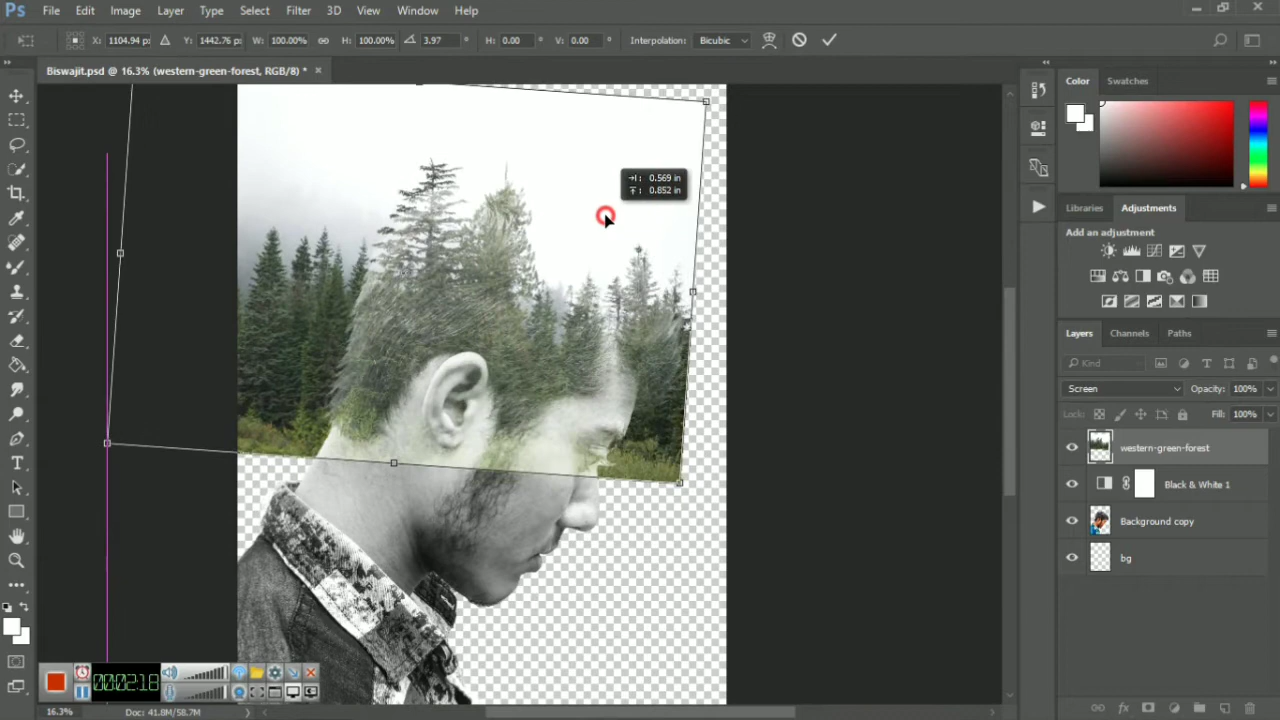 Ps File Edit Image Layer Type Select Filter 3D View Window Help
X: 1104.94 px Y: 1442.76 px W: 100.00% H: 100.00% 3.97 ° H: 0.00 ° V: 0.00 ° Interpolation: Bicubic
Biswajit.psd @ 16.3% (western-green-forest, RGB/8) * ×
Color Swatches
0.569 in
0.852 in
Libraries Adjustments
Add an adjustment
Layers Channels Paths
Kind
Screen Opacity: 100%
Lock: Fill: 100%
western-green-forest
Black & White 1
Background copy
bg
00:02:18
16.3% Doc: 41.8M/58.7M